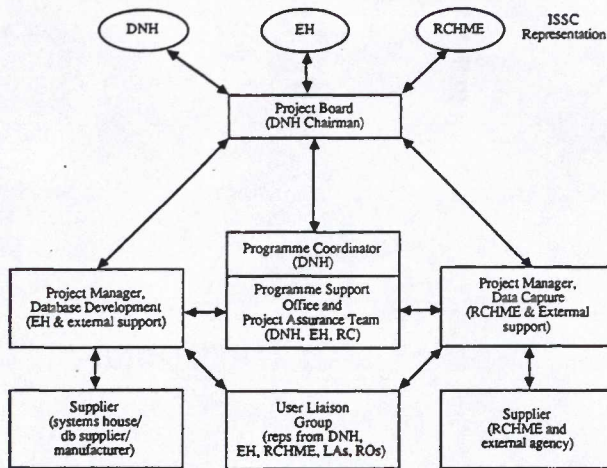 DNH
EH
RCHME
ISSC
Representation
Project Board
(DNH Chairman)
Programme Coordinator
(DNH)
Programme Support
Office and
Project Assurance Team
(DNH, EH, RC)
Project Manager,
Database Development
(EH & external support)
Project Manager,
Data Capture
(RCHME & External
support)
Supplier
(systems house/
db supplier/
manufacturer)
User Liaison
Group
(reps from DNH,
EH, RCHME, LAs, ROs)
Supplier
(RCHME and
external agency)